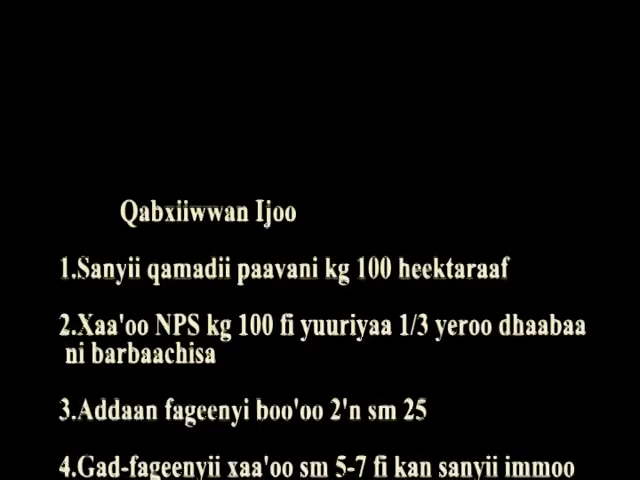 Qabxiiwwan Ijoo
1.Sanyii qamadii paavani kg 100 heektaraaf
2.Xaa'oo NPS kg 100 fi yuuriyaa 1/3 yeroo dhaabaa
ni barbaachisa
3.Addaan fageenyi boo'oo 2'n sm 25
4.Gad-fageenyii xaa'oo sm 5-7 fi kan sanyii immoo